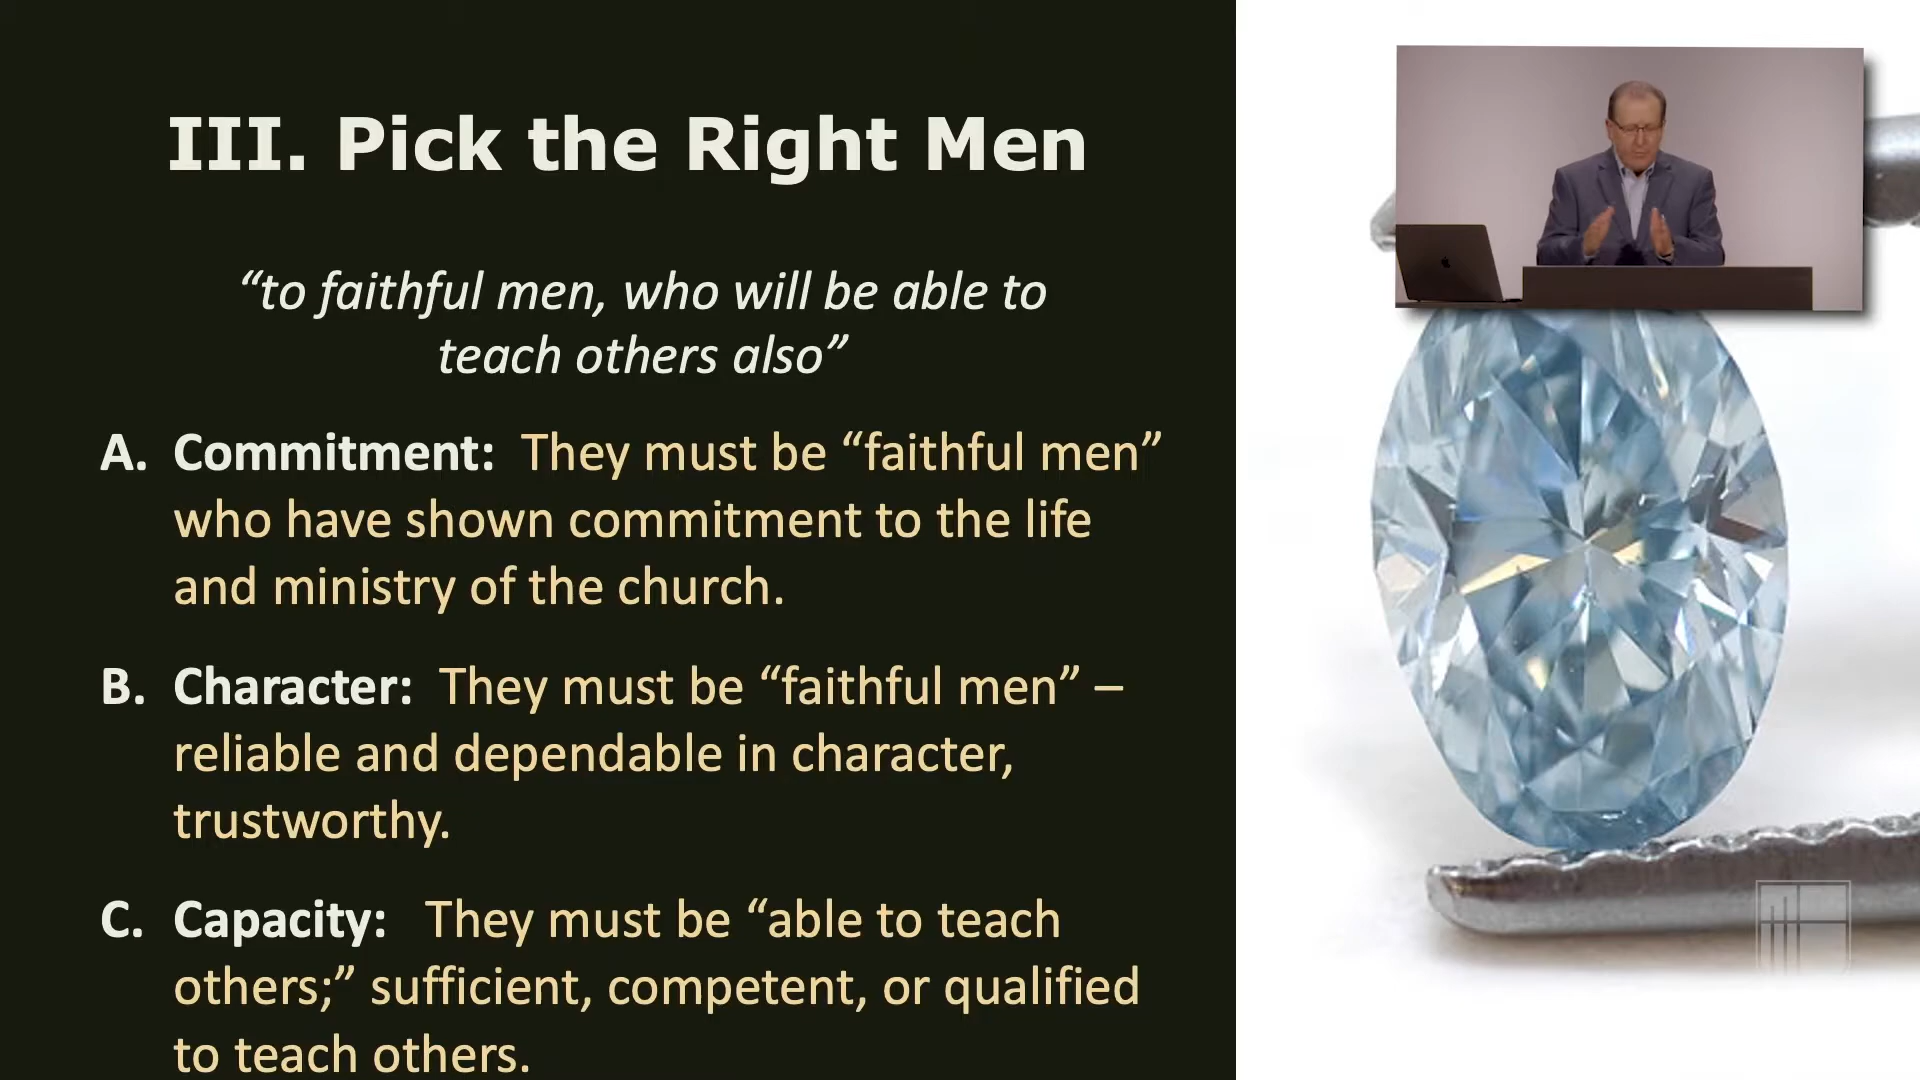 III. Pick the Right Men
“to faithful men, who will be able to
teach others also”
A. Commitment: They must be “faithful men”
who have shown commitment to the life
and ministry of the church.
B. Character: They must be “faithful men” –
reliable and dependable in character,
trustworthy.
C. Capacity: They must be “able to teach
others;” sufficient, competent, or qualified
to teach others.